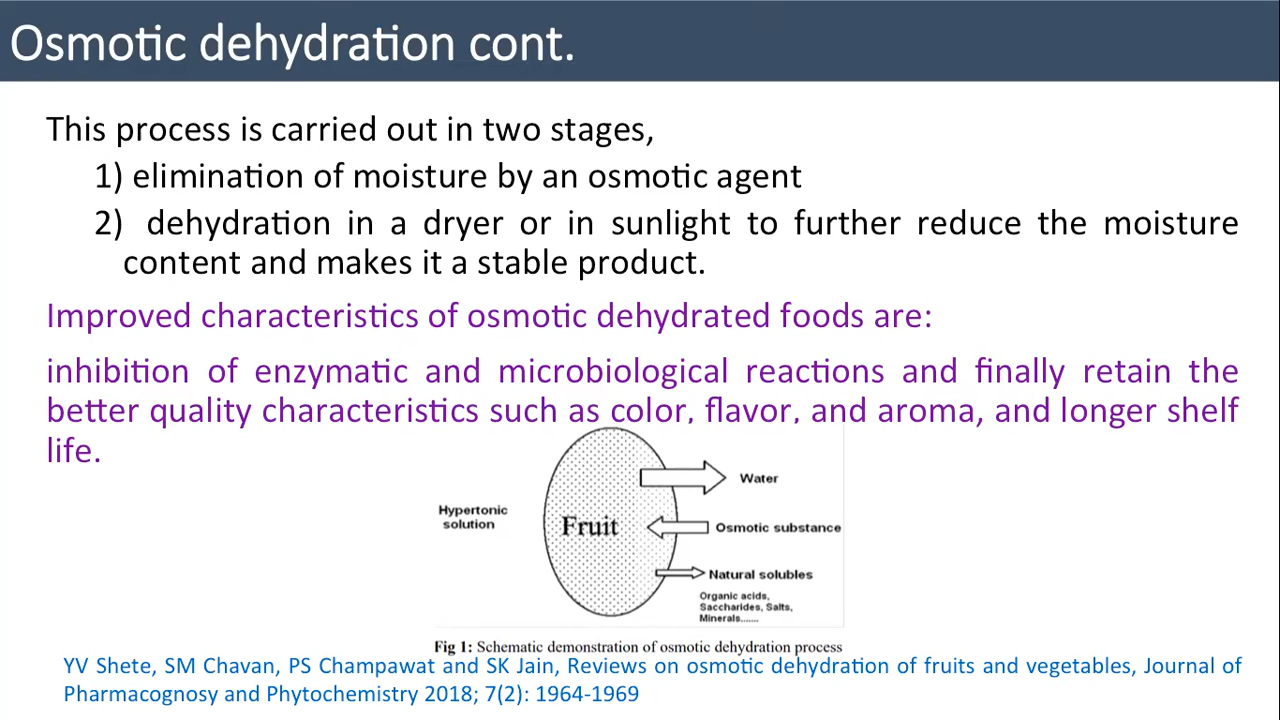 Osmotic dehydration cont.
This process is carried out in two stages,
1) elimination of moisture by an osmotic agent
2) dehydration in a dryer or in sunlight to further reduce the moisture
content and makes it a stable product.
Improved characteristics of osmotic dehydrated foods are:
inhibition of enzymatic and microbiological reactions and finally retain the
better quality characteristics such as color, flavor, and aroma, and longer shelf
life.
Water
Hypertonic
solution
Fruit
Osmotic substance
Natural solubles
Organic acids,
Saccharides, Salts,
Minerals.......
Fig 1: Schematic demonstration of osmotic dehydration process
YV Shete, SM Chavan, PS Champawat and SK Jain, Reviews on osmotic dehydration of fruits and vegetables, Journal of
Pharmacognosy and Phytochemistry 2018; 7(2): 1964-1969